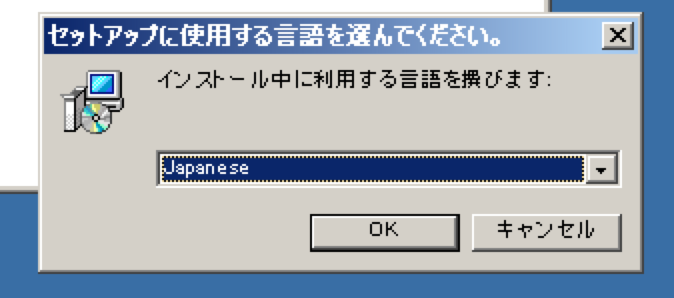 セットアップに使用する言語を選んでください。
インストール中に利用する言語を撰びます:
Japanese
OK
キャンセル